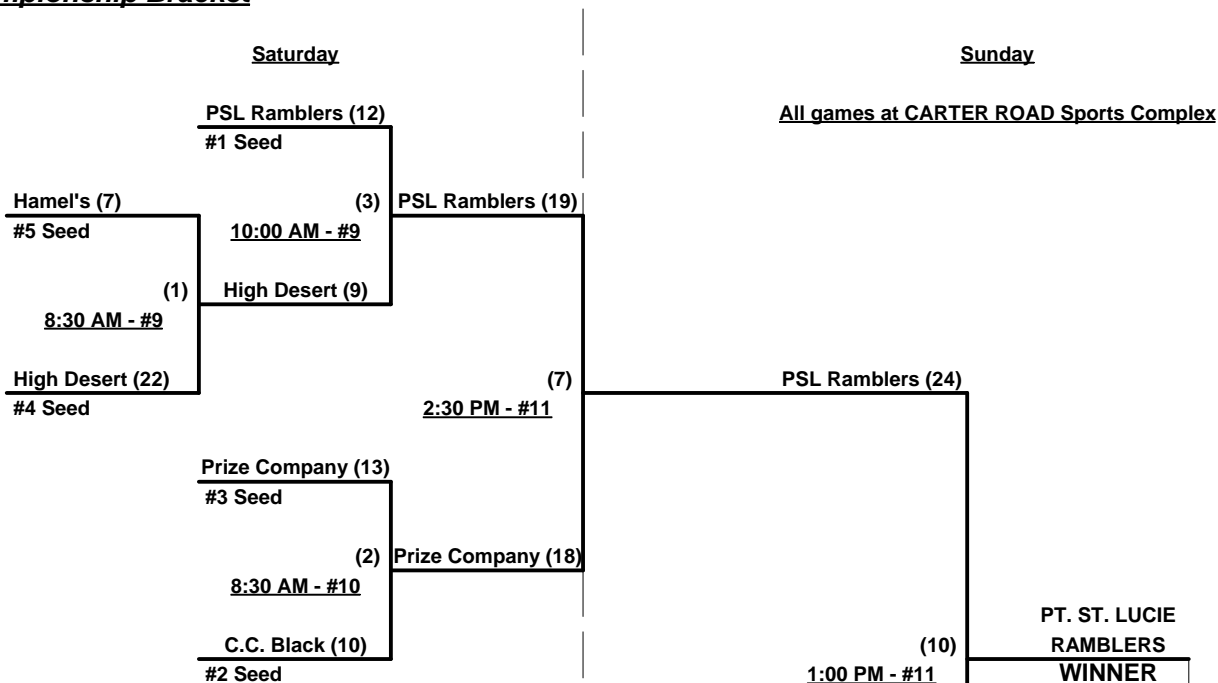 Saturday
Sunday
PSL Ramblers (12)
All games at CARTER ROAD Sports Complex
#1 Seed
Hamel's (7)
(3)
PSL Ramblers (19)
#5 Seed
10:00 AM - #9
(1)
High Desert (9)
8:30 AM - #9
High Desert (22)
(7)
PSL Ramblers (24)
#4 Seed
2:30 PM - #11
Prize Company (13)
#3 Seed
(2)
Prize Company (18)
8:30 AM - #10
PT. ST. LUCIE
C.C. Black (10)
(10)
RAMBLERS
#2 Seed
1:00 PM - #11
WINNER